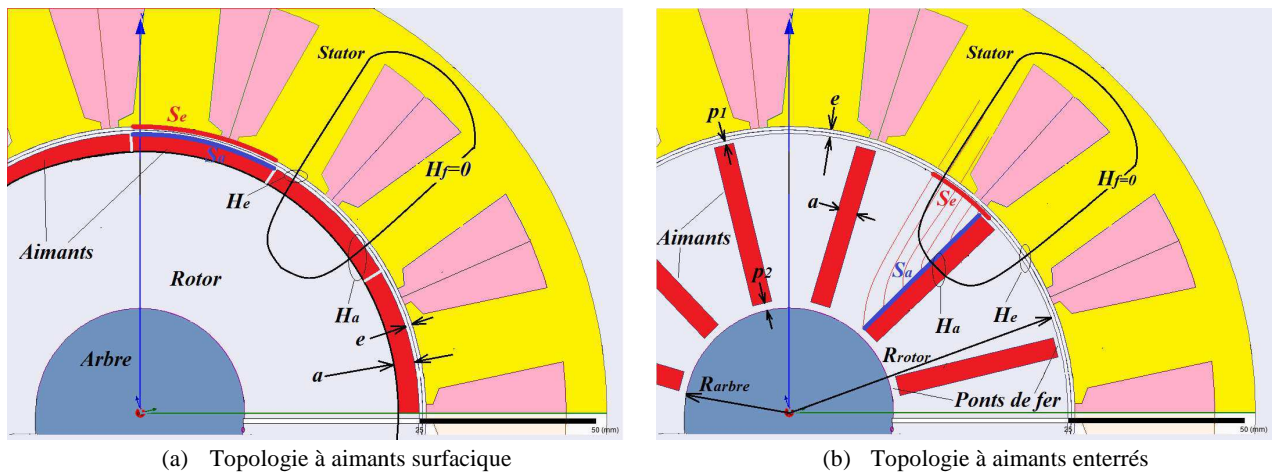 Stator
Se
Sa
He
Hf=0
Aimants
Rotor
Ha
e
Arbre
a
25
50 (mm)
(a) Topologie à aimants surfacique
Stator
p1
e
Hf=0
Se
a
Aimants
p2
Sa
Ha
He
Rrotor
Rarbre
Ponts de fer
25
50 (mm)
(b) Topologie à aimants enterrés